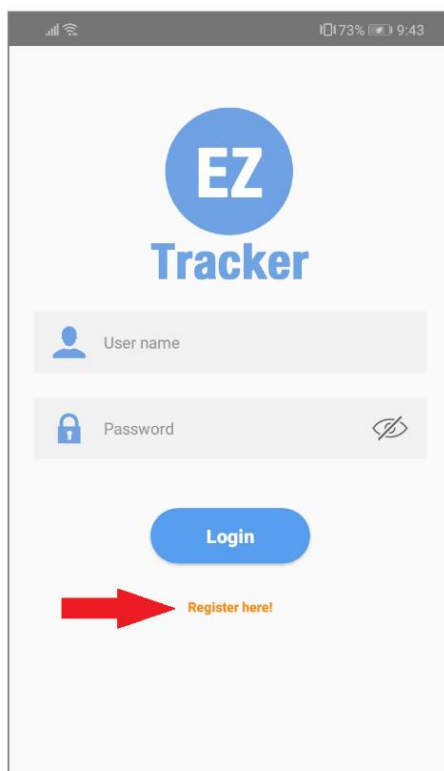 73% 9:43
EZ
Tracker
User name
Password
Login
Register here!